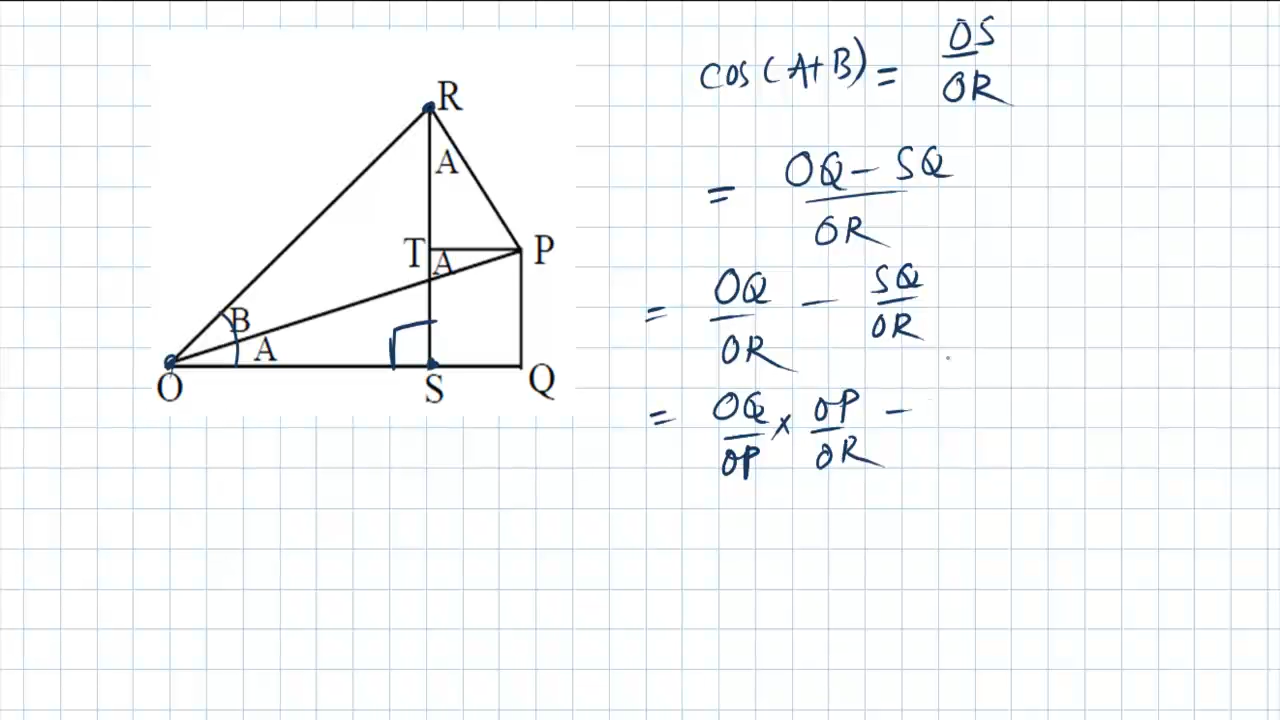 R
A
T
A
P
B
A
O
S
Q
cos(A+B) = OS/OR
= OQ - SQ/OR
= OQ/OR - SQ/OR
= OQ/OP × OP/OR -